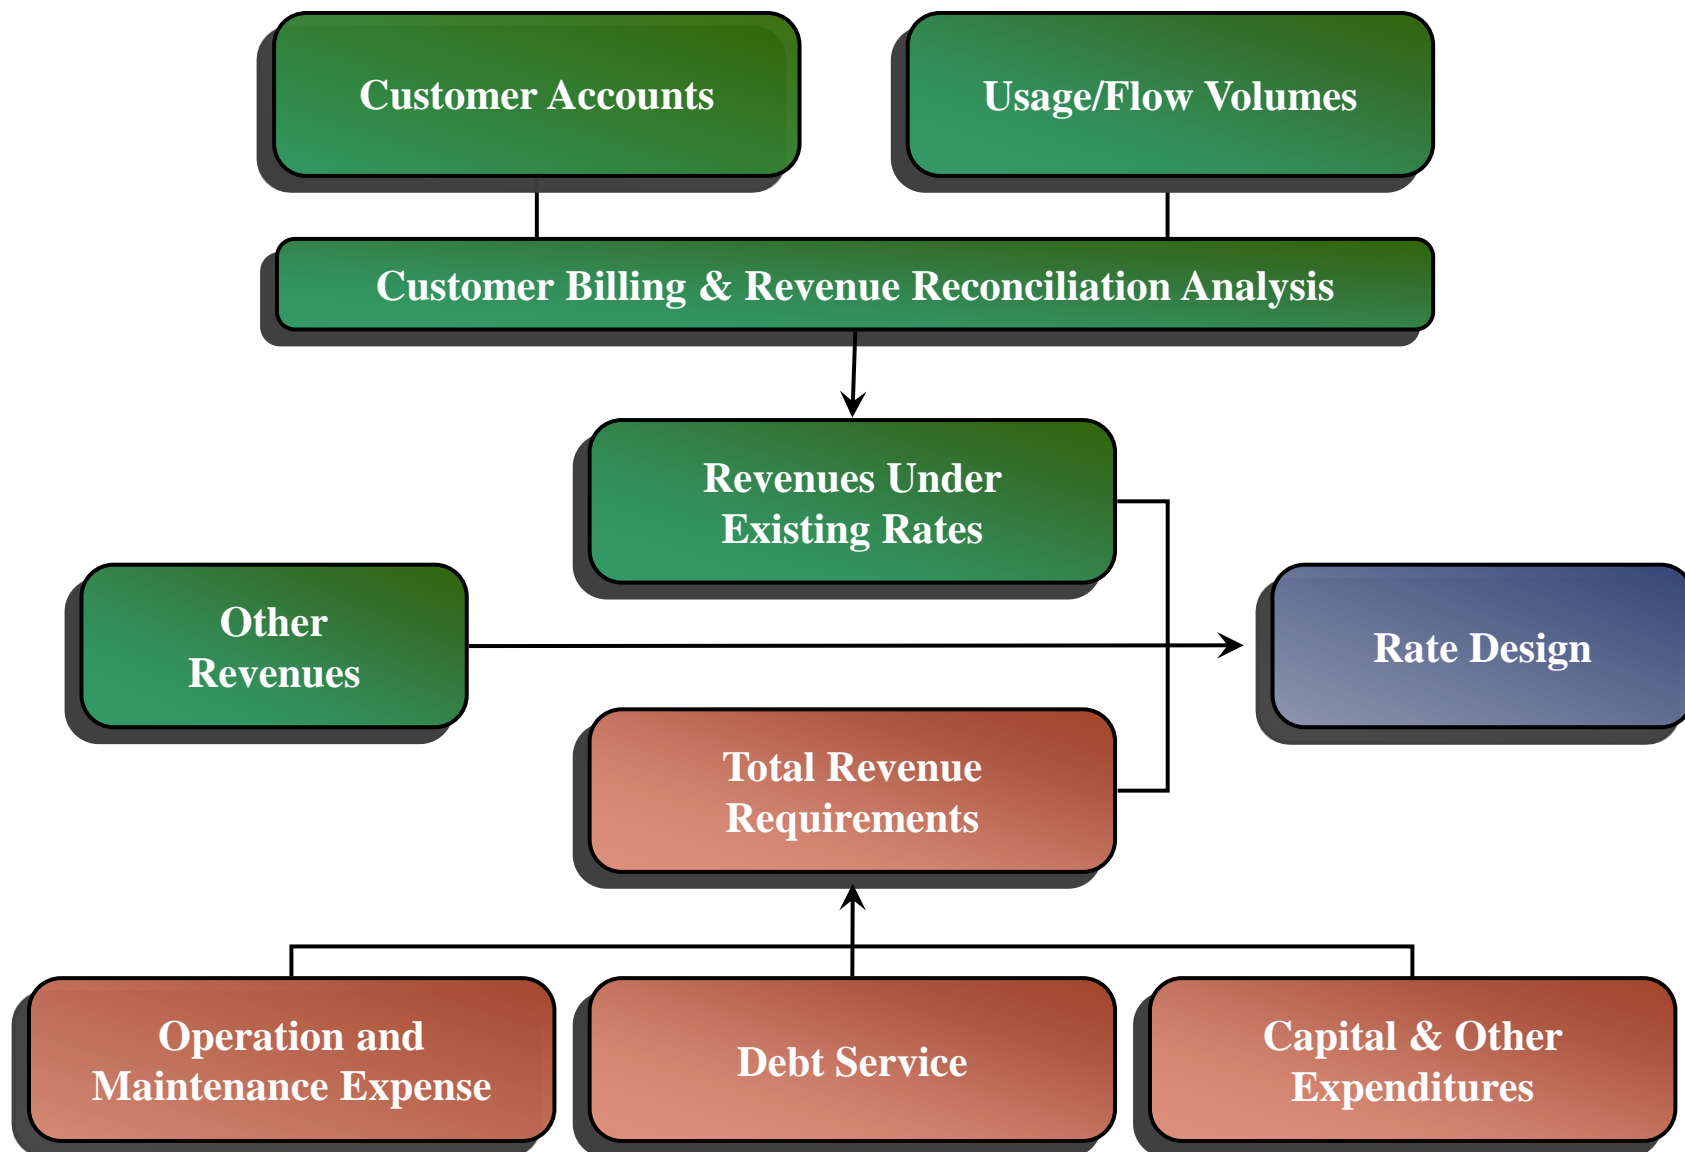 Customer Accounts
Usage/Flow Volumes
Customer Billing & Revenue Reconciliation Analysis
Revenues Under
Existing Rates
Other
Revenues
Rate Design
Total Revenue
Requirements
Operation and
Maintenance Expense
Debt Service
Capital & Other
Expenditures